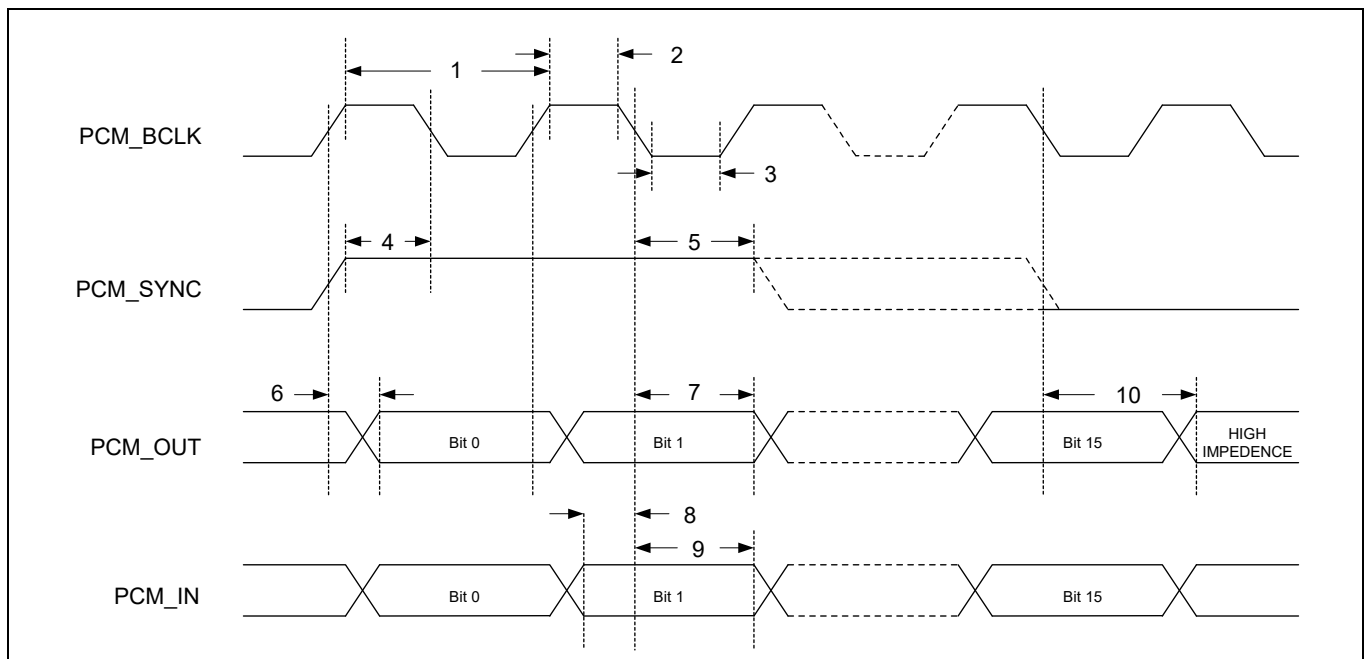 1
2
PCM_BCLK
3
4
5
PCM_SYNC
6
7
10
PCM_OUT
Bit 0
Bit 1
Bit 15
HIGH
IMPEDENCE
8
9
PCM_IN
Bit 0
Bit 1
Bit 15